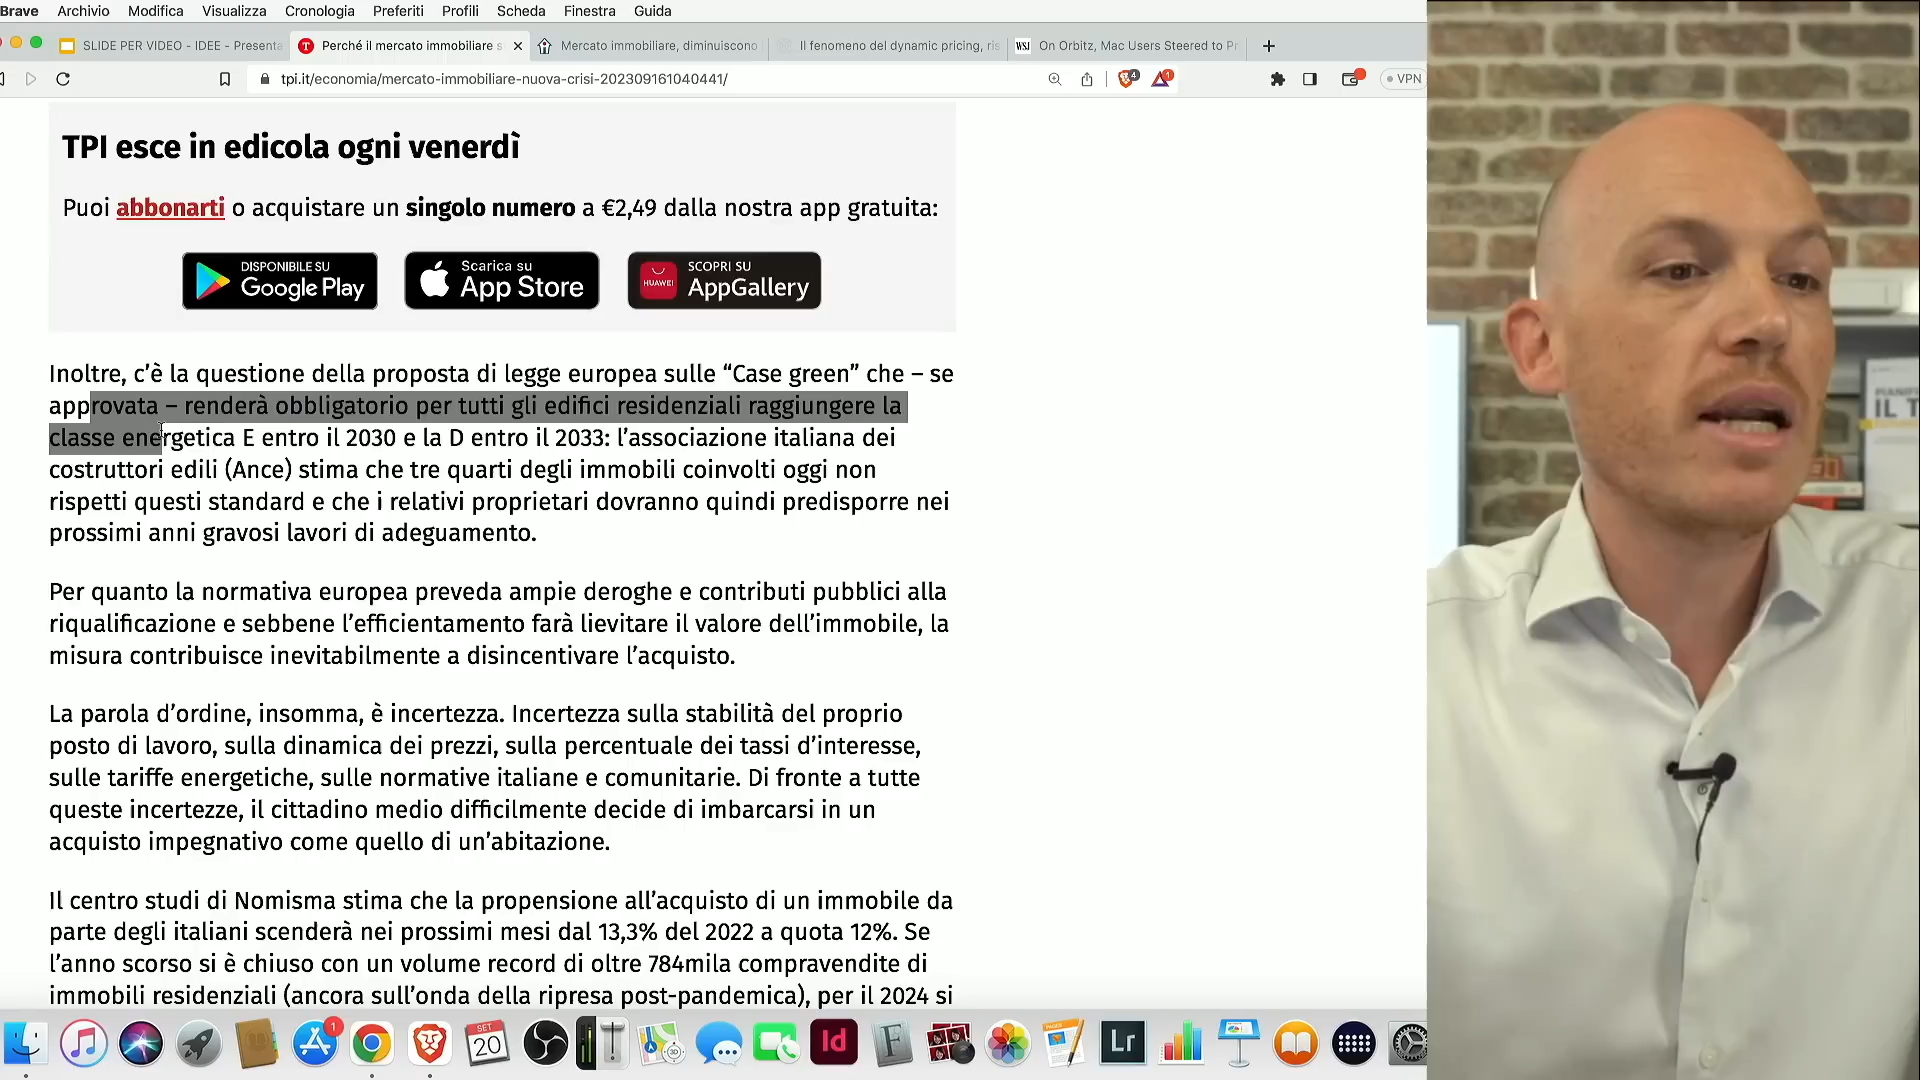 Brave Archivio Modifica Visualizza Cronologia Preferiti Profili Scheda Finestra Guida
SLIDE PER VIDEO - IDEE - Presenta
Perché il mercato immobiliare s
Mercato immobiliare, diminuiscono
Il fenomeno del dynamic pricing, ris
WSJ On Orbitz, Mac Users Steered to Pr
tpi.it/economia/mercato-immobiliare-nuova-crisi-202309161040441/
4
1
VPN
TPI esce in edicola ogni venerdì
Puoi abbonarti o acquistare un singolo numero a €2,49 dalla nostra app gratuita:
DISPONIBILE SU
Google Play
Scarica su
App Store
HUAWEI
SCOPRI SU
AppGallery
Inoltre, c’è la questione della proposta di legge europea sulle “Case green” che – se
approvata – renderà obbligatorio per tutti gli edifici residenziali raggiungere la
classe energetica E entro il 2030 e la D entro il 2033: l’associazione italiana dei
costruttori edili (Ance) stima che tre quarti degli immobili coinvolti oggi non
rispetti questi standard e che i relativi proprietari dovranno quindi predisporre nei
prossimi anni gravosi lavori di adeguamento.
Per quanto la normativa europea preveda ampie deroghe e contributi pubblici alla
riqualificazione e sebbene l’efficientamento farà lievitare il valore dell’immobile, la
misura contribuisce inevitabilmente a disincentivare l’acquisto.
La parola d’ordine, insomma, è incertezza. Incertezza sulla stabilità del proprio
posto di lavoro, sulla dinamica dei prezzi, sulla percentuale dei tassi d’interesse,
sulle tariffe energetiche, sulle normative italiane e comunitarie. Di fronte a tutte
queste incertezze, il cittadino medio difficilmente decide di imbarcarsi in un
acquisto impegnativo come quello di un’abitazione.
Il centro studi di Nomisma stima che la propensione all’acquisto di un immobile da
parte degli italiani scenderà nei prossimi mesi dal 13,3% del 2022 a quota 12%. Se
l’anno scorso si è chiuso con un volume record di oltre 784mila compravendite di
immobili residenziali (ancora sull’onda della ripresa post-pandemica), per il 2024 si
1
SET
20
3D
Id
F
PAGES
Lr
IL T